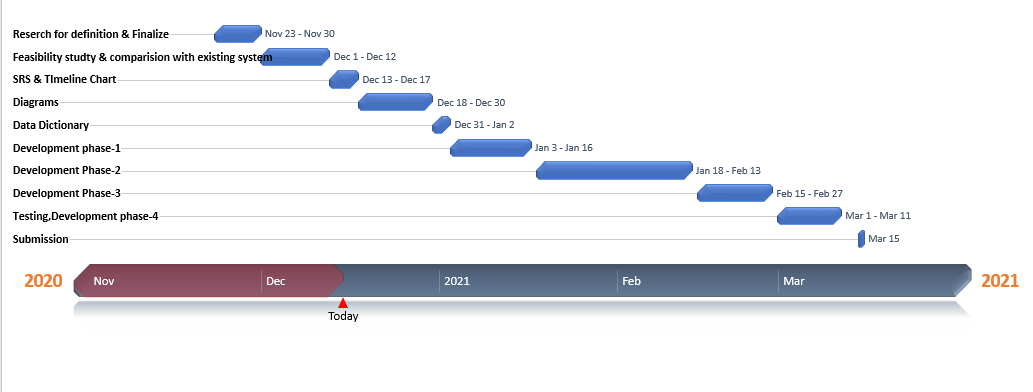 Reserch for definition & Finalize Nov 23 - Nov 30
Feasibility studty & comparision with existing system Dec 1 - Dec 12
SRS & TImeline Chart Dec 13 - Dec 17
Diagrams Dec 18 - Dec 30
Data Dictionary Dec 31 - Jan 2
Development phase-1 Jan 3 - Jan 16
Development Phase-2 Jan 18 - Feb 13
Development Phase-3 Feb 15 - Feb 27
Testing,Development phase-4 Mar 1 - Mar 11
Submission Mar 15
2020 Nov Dec 2021 Feb Mar 2021
Today